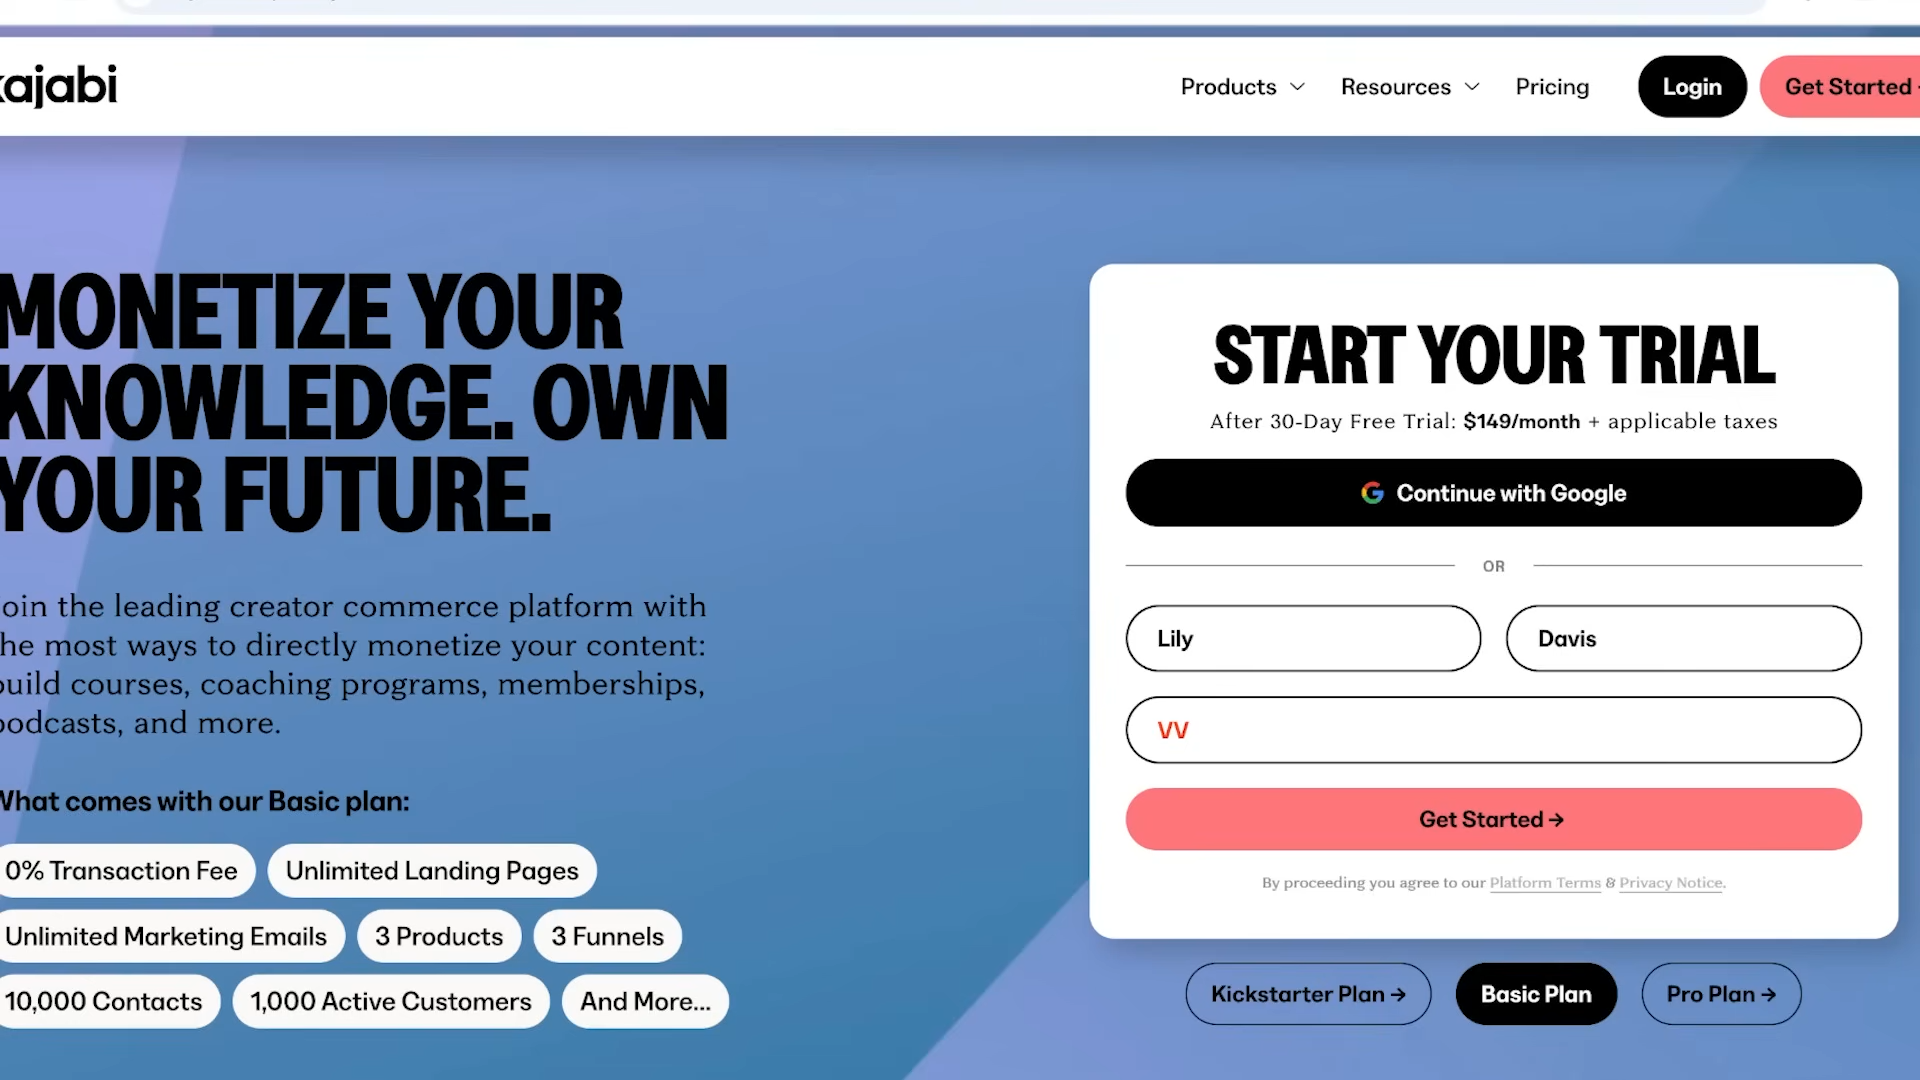 kajabi
Products
Resources
Pricing
Login
Get Started
MONETIZE YOUR
KNOWLEDGE. OWN
YOUR FUTURE.
Join the leading creator commerce platform with
the most ways to directly monetize your content:
build courses, coaching programs, memberships,
podcasts, and more.
What comes with our Basic plan:
0% Transaction Fee
Unlimited Landing Pages
Unlimited Marketing Emails
3 Products
3 Funnels
10,000 Contacts
1,000 Active Customers
And More...
START YOUR TRIAL
After 30-Day Free Trial: $149/month + applicable taxes
Continue with Google
OR
Lily
Davis
VV
Get Started →
By proceeding you agree to our Platform Terms & Privacy Notice.
Kickstarter Plan →
Basic Plan
Pro Plan →